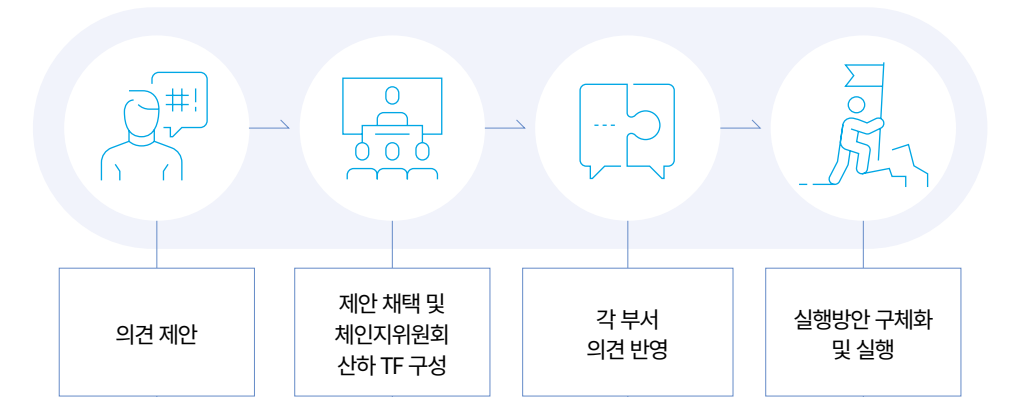 #!
의견 제안
제안 채택 및
체인지위원회
산하 TF 구성
각 부서
의견 반영
실행방안 구체화
및 실행